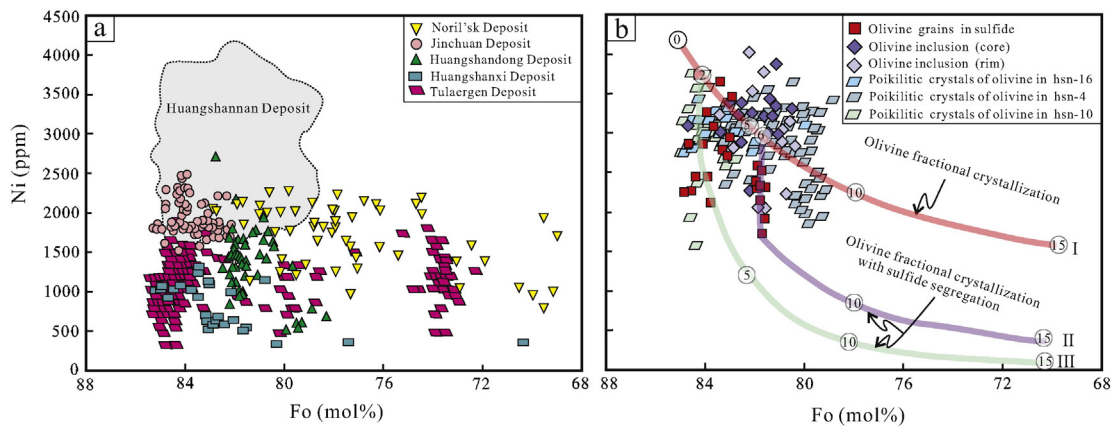 a
Noril'sk Deposit
Jinchuan Deposit
Huangshandong Deposit
Huangshanxi Deposit
Tulaergen Deposit
Huangshannan Deposit
Ni (ppm)
4500
4000
3500
3000
2500
2000
1500
1000
500
0
88
84
80
76
72
68
Fo (mol%)
b
Olivine grains in sulfide
Olivine inclusion (core)
Olivine inclusion (rim)
Poikilitic crystals of olivine in hsn-16
Poikilitic crystals of olivine in hsn-4
Poikilitic crystals of olivine in hsn-10
0
2
6
10
15 I
Olivine fractional crystallization
Olivine fractional crystallization
with sulfide segregation
5
10
15 II
10
15 III
88
84
80
76
72
68
Fo (mol%)